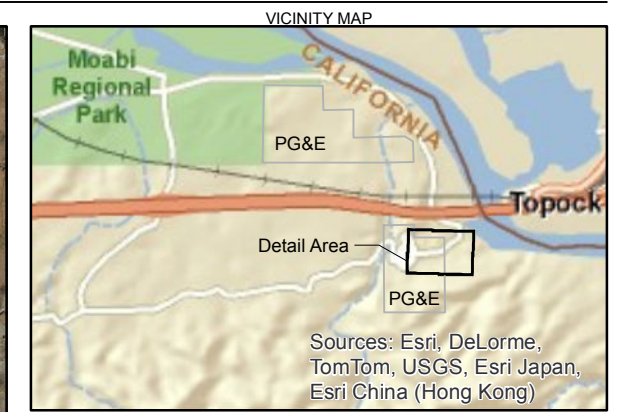 VICINITY MAP
Moabi
Regional
Park
CALIFORNIA
PG&E
Topock
Detail Area
PG&E
Sources: Esri, DeLorme,
TomTom, USGS, Esri Japan,
Esri China (Hong Kong)